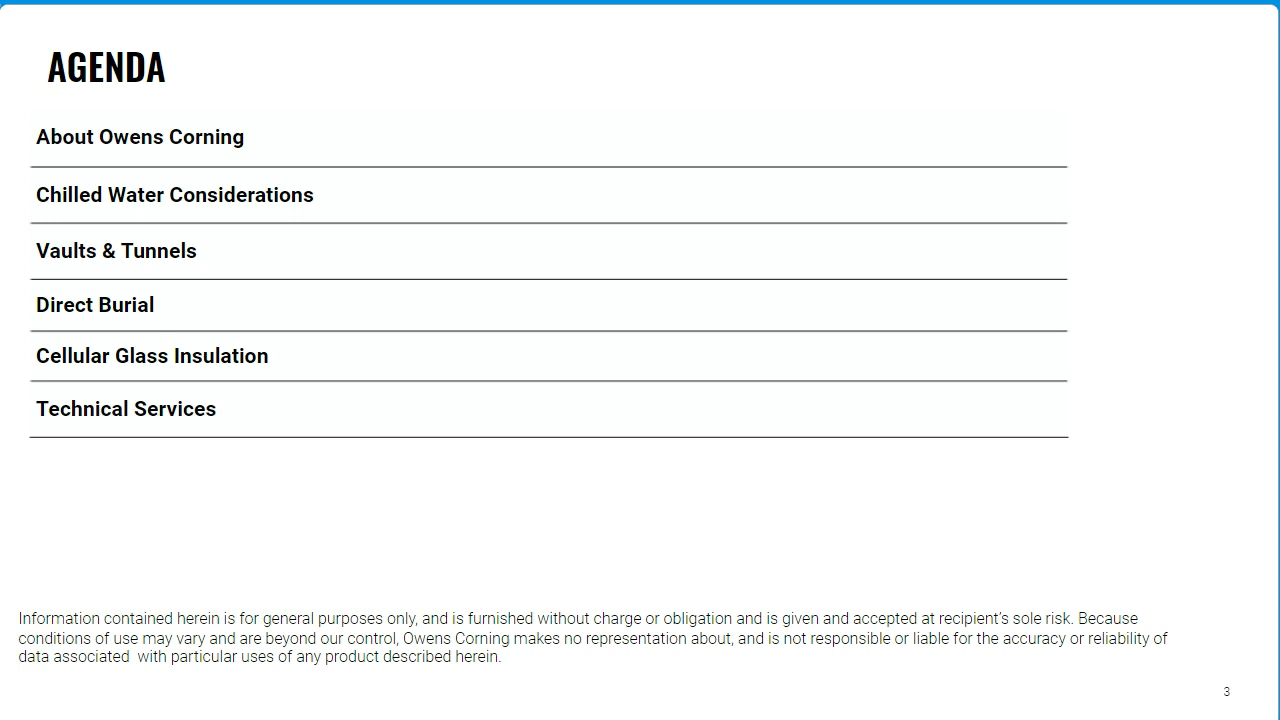 AGENDA
About Owens Corning
Chilled Water Considerations
Vaults & Tunnels
Direct Burial
Cellular Glass Insulation
Technical Services
Information contained herein is for general purposes only, and is furnished without charge or obligation and is given and accepted at recipient’s sole risk. Because
conditions of use may vary and are beyond our control, Owens Corning makes no representation about, and is not responsible or liable for the accuracy or reliability of
data associated  with particular uses of any product described herein.
3